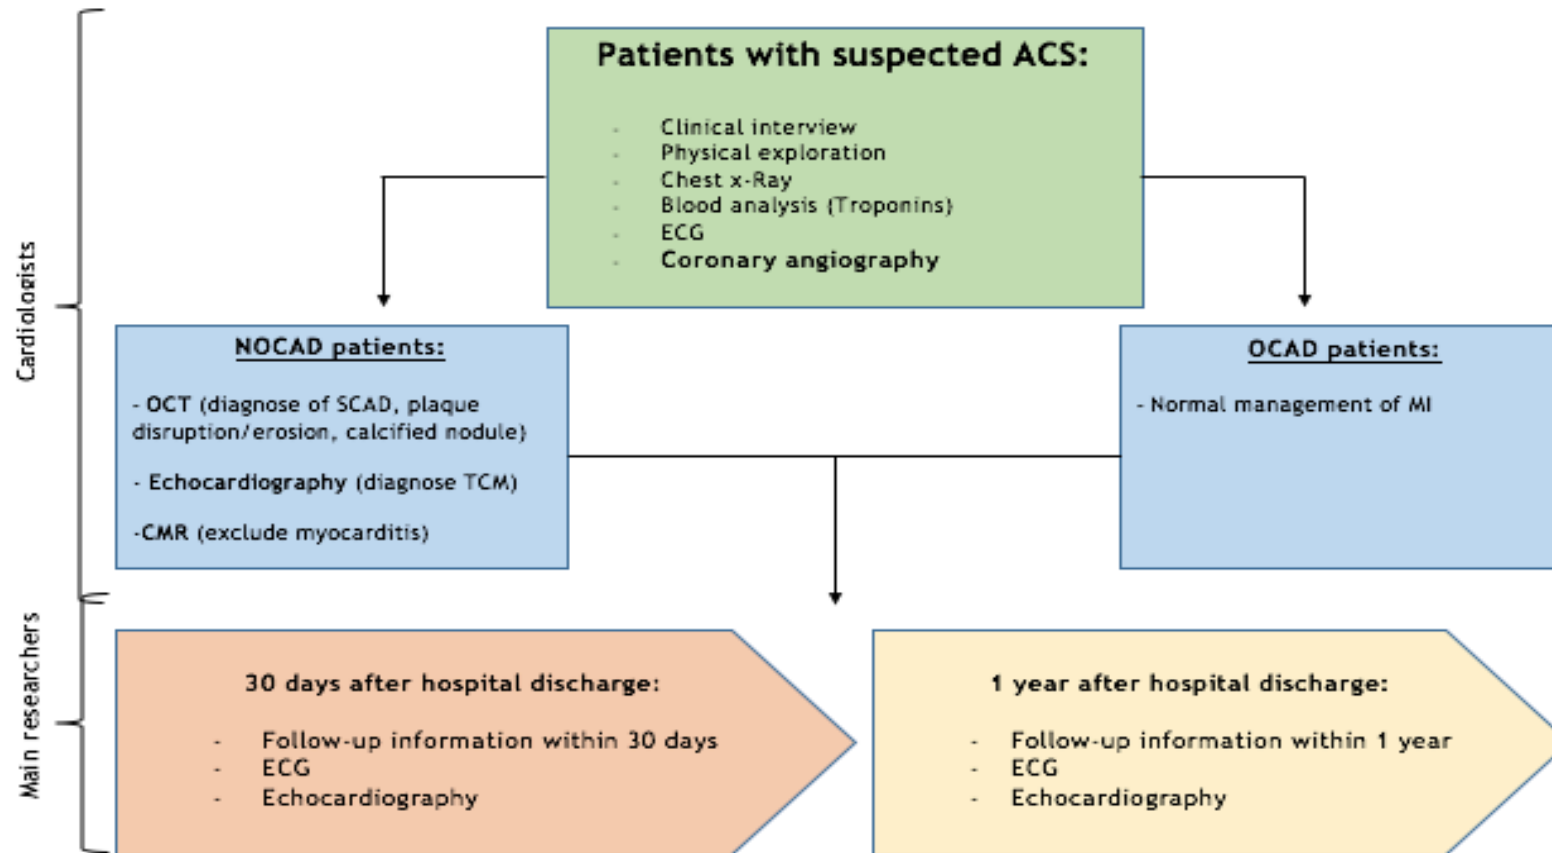 Patients with suspected ACS:
- Clinical interview
- Physical exploration
- Chest x-Ray
- Blood analysis (Troponins)
- ECG
- Coronary angiography
Cardiologists
NOCAD patients:
- OCT (diagnose of SCAD, plaque
disruption/erosion, calcified nodule)
- Echocardiography (diagnose TCM)
-CMR (exclude myocarditis)
OCAD patients:
- Normal management of MI
Main researchers
30 days after hospital discharge:
- Follow-up information within 30 days
- ECG
- Echocardiography
1 year after hospital discharge:
- Follow-up information within 1 year
- ECG
- Echocardiography